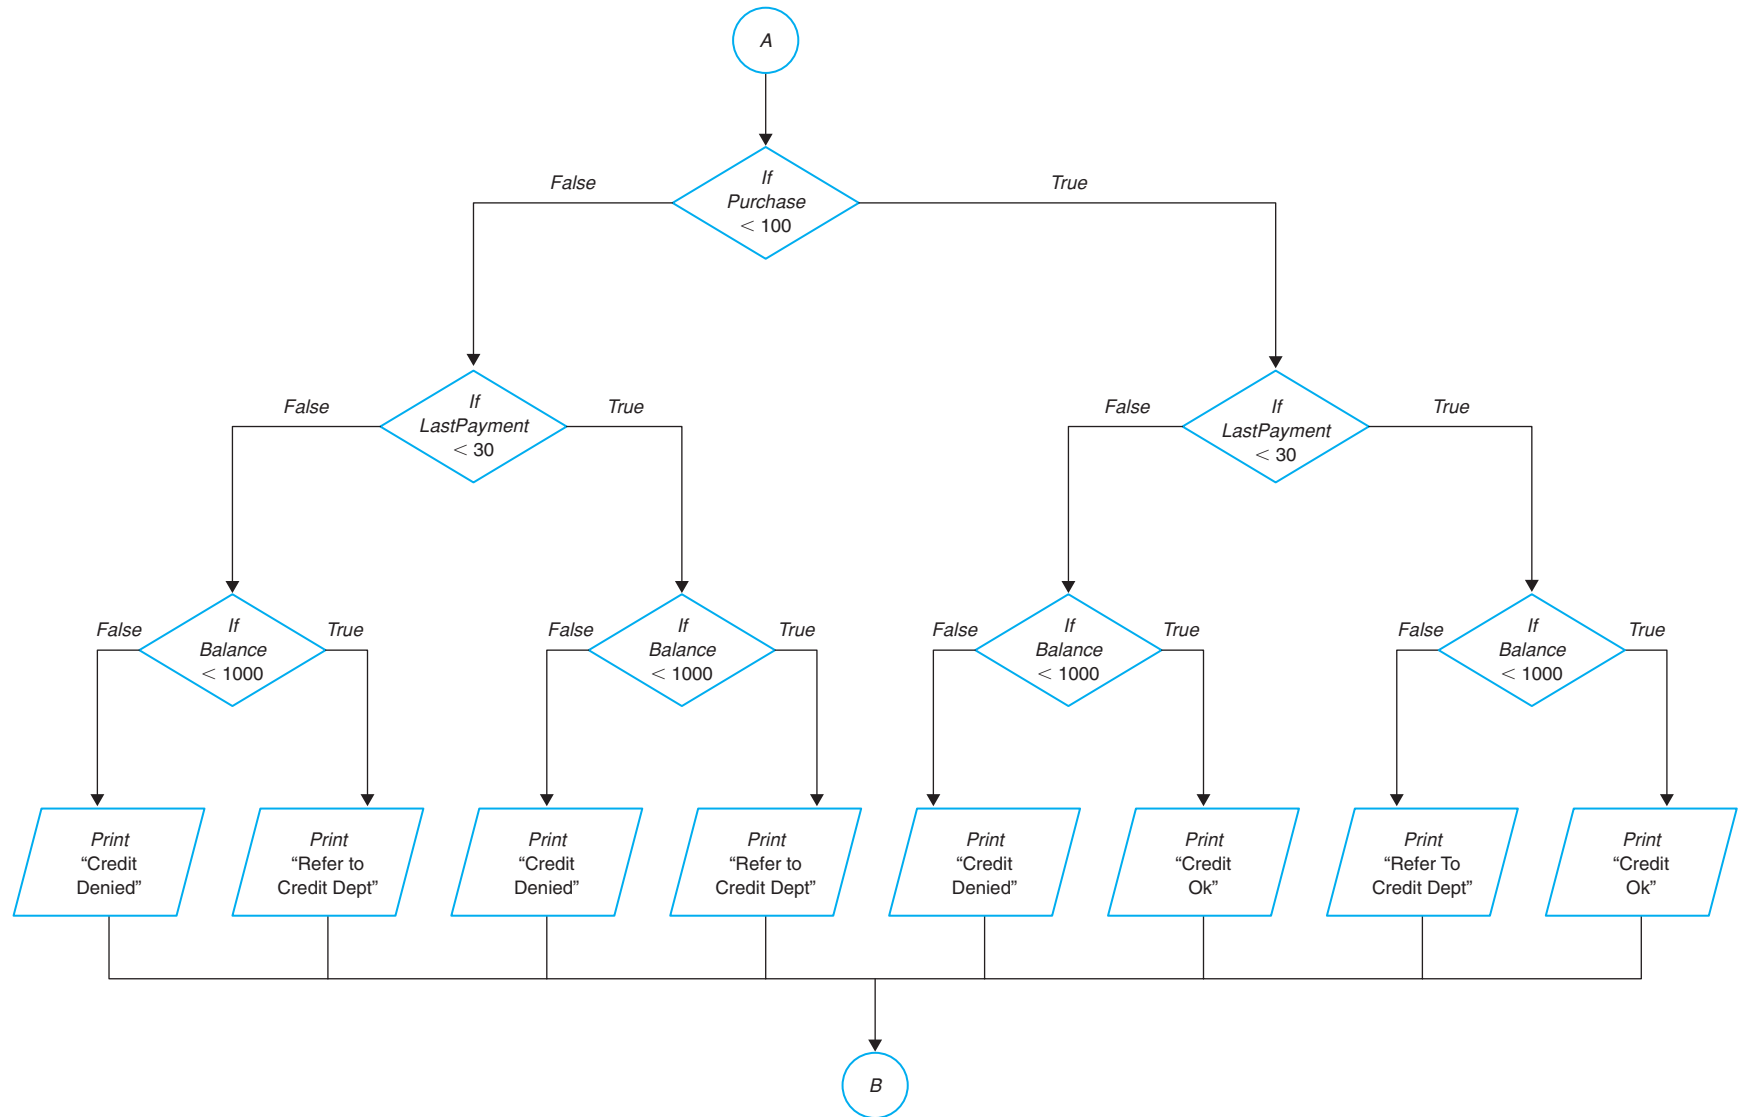 A
If
Purchase
< 100
False
True
If
LastPayment
< 30
False
True
If
LastPayment
< 30
False
True
If
Balance
< 1000
False
True
If
Balance
< 1000
False
True
If
Balance
< 1000
False
True
If
Balance
< 1000
False
True
Print
“Credit
Denied”
Print
“Refer to
Credit Dept”
Print
“Credit
Denied”
Print
“Refer to
Credit Dept”
Print
“Credit
Denied”
Print
“Credit
Ok”
Print
“Refer To
Credit Dept”
Print
“Credit
Ok”
B